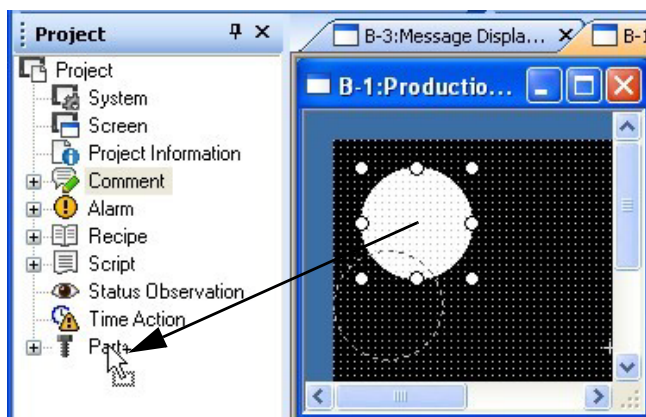 Project
B-3:Message Displa...
B-1
Project
System
Screen
Project Information
Comment
Alarm
Recipe
Script
Status Observation
Time Action
B-1:Productio...